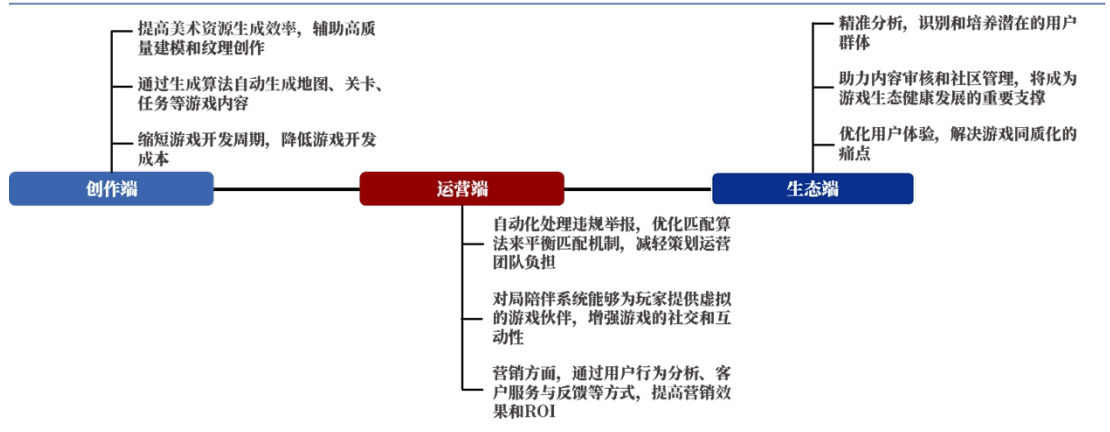 提高美术资源生成效率，辅助高质
量建模和纹理创作
通过生成算法自动生成地图、关卡、
任务等游戏内容
缩短游戏开发周期，降低游戏开发
成本
精准分析，识别和培养潜在的用户
群体
助力内容审核和社区管理，将成为
游戏生态健康发展的重要支撑
优化用户体验，解决游戏同质化的
痛点
创作端
运营端
生态端
自动化处理违规举报，优化匹配算
法来平衡匹配机制，减轻策划运营
团队负担
对局陪伴系统能够为玩家提供虚拟
的游戏伙伴，增强游戏的社交和互
动性
营销方面，通过用户行为分析、客
户服务与反馈等方式，提高营销效
果和ROI